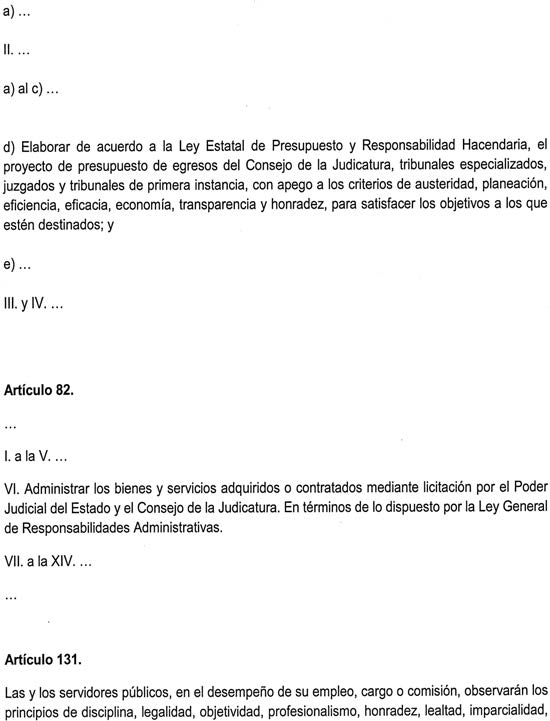 a) ...
II. ...
a) al c) ...
d) Elaborar de acuerdo a la Ley Estatal de Presupuesto y Responsabilidad Hacendaria, el
proyecto de presupuesto de egresos del Consejo de la Judicatura, tribunales especializados,
juzgados y tribunales de primera instancia, con apego a los criterios de austeridad, planeación,
eficiencia, eficacia, economía, transparencia y honradez, para satisfacer los objetivos a los que
estén destinados; y
e) ...
III. y IV. ...
Artículo 82.
...
I. a la V. ...
VI. Administrar los bienes y servicios adquiridos o contratados mediante licitación por el Poder
Judicial del Estado y el Consejo de la Judicatura. En términos de lo dispuesto por la Ley General
de Responsabilidades Administrativas.
VII. a la XIV. ...
...
Artículo 131.
Las y los servidores públicos, en el desempeño de su empleo, cargo o comisión, observarán los
principios de disciplina, legalidad, objetividad, profesionalismo, honradez, lealtad, imparcialidad,